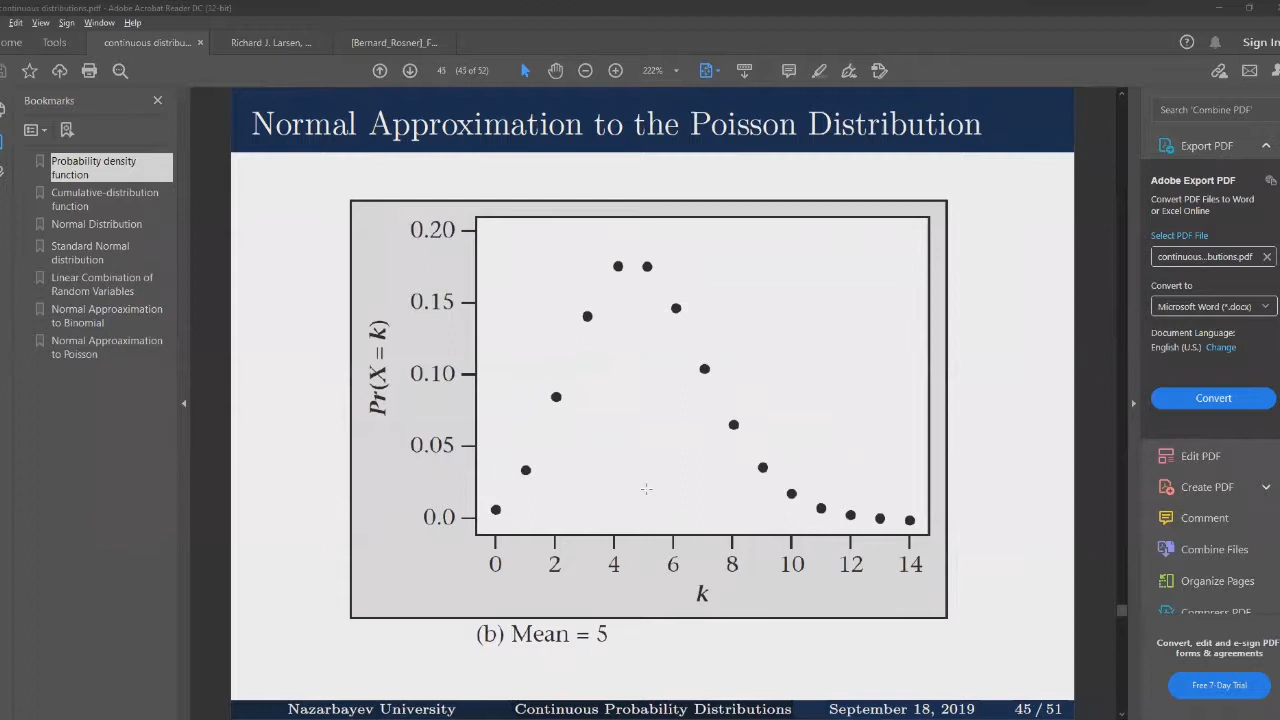 continuous distributions.pdf - Adobe Acrobat Reader DC (32-bit)
Edit View Sign Window Help
ome Tools continuous distribu... × Richard J. Larsen, ... [Bernard_Rosner]_F... Sign In
45 (45 of 52) 222%
Bookmarks
Probability density
function
Cumulative-distribution
function
Normal Distribution
Standard Normal
distribution
Linear Combination of
Random Variables
Normal Approaximation
to Binomial
Normal Approaximation
to Poisson
Normal Approximation to the Poisson Distribution
Pr(X = k)
0.20
0.15
0.10
0.05
0.0
0 2 4 6 8 10 12 14
k
(b) Mean = 5
Nazarbayev University Continuous Probability Distributions September 18, 2019 45 / 51
Search 'Combine PDF'
Export PDF
Adobe Export PDF
Convert PDF Files to Word
or Excel Online
Select PDF File
continuous...butions.pdf ×
Convert to
Microsoft Word (*.docx)
Document Language:
English (U.S.) Change
Convert
Edit PDF
Create PDF
Comment
Combine Files
Organize Pages
Compress PDF
Convert, edit and e-sign PDF
forms & agreements
Free 7-Day Trial